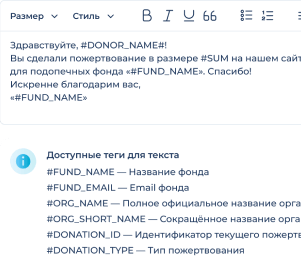 Размер Стиль B I U 66
Здравствуйте, #DONOR_NAME#!
Вы сделали пожертвование в размере #SUM на нашем сайт
для подопечных фонда «#FUND_NAME». Спасибо!
Искренне благодарим вас,
«#FUND_NAME»
Доступные теги для текста
#FUND_NAME — Название фонда
#FUND_EMAIL — Email фонда
#ORG_NAME — Полное официальное название орга
#ORG_SHORT_NAME — Сокращённое название орга
#DONATION_ID — Идентификатор текущего пожерт
#DONATION_TYPE — Тип пожертвования